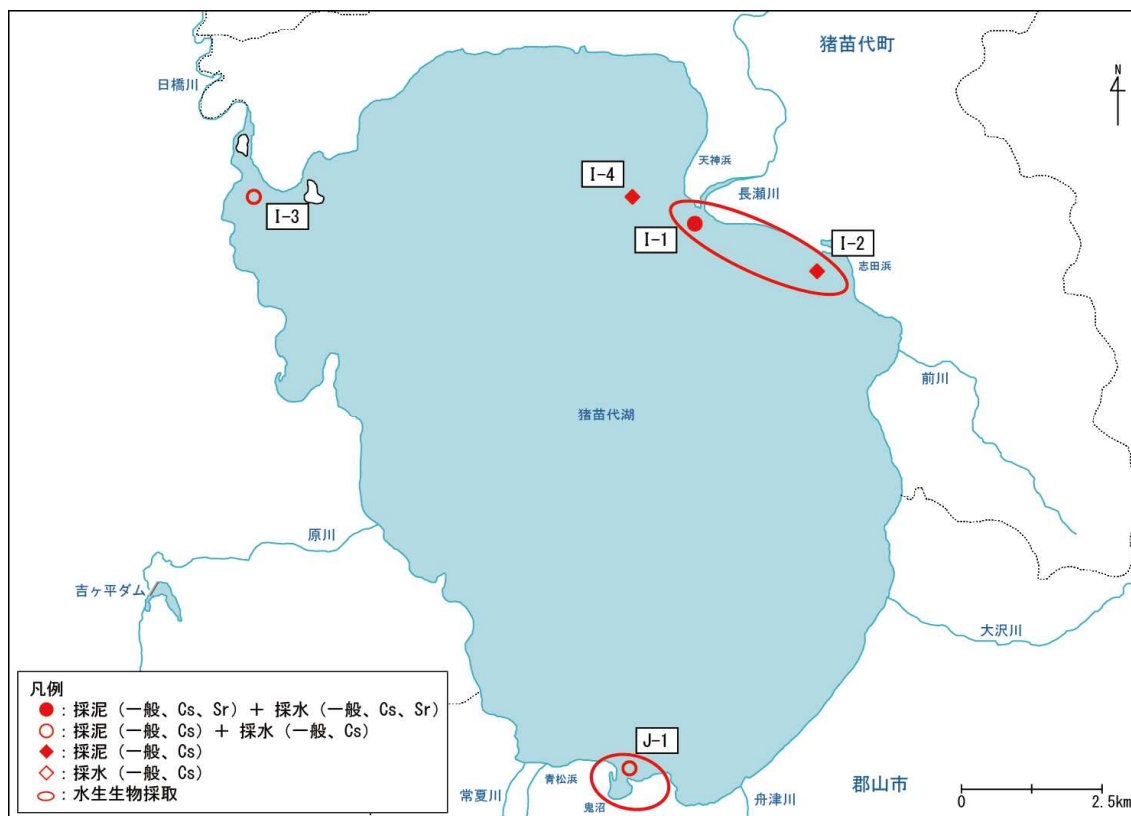 猪苗代町
日橋川
天神浜
長瀬川
I-4
I-3
I-1
I-2
志田浜
前川
猪苗代湖
原川
吉ヶ平ダム
大沢川
凡例
：採泥（一般、Cs、Sr）＋ 採水（一般、Cs、Sr）
：採泥（一般、Cs）＋ 採水（一般、Cs）
：採泥（一般、Cs）
：採水（一般、Cs）
：水生生物採取
J-1
青松浜
鬼沼
常夏川
舟津川
郡山市
0 2.5km